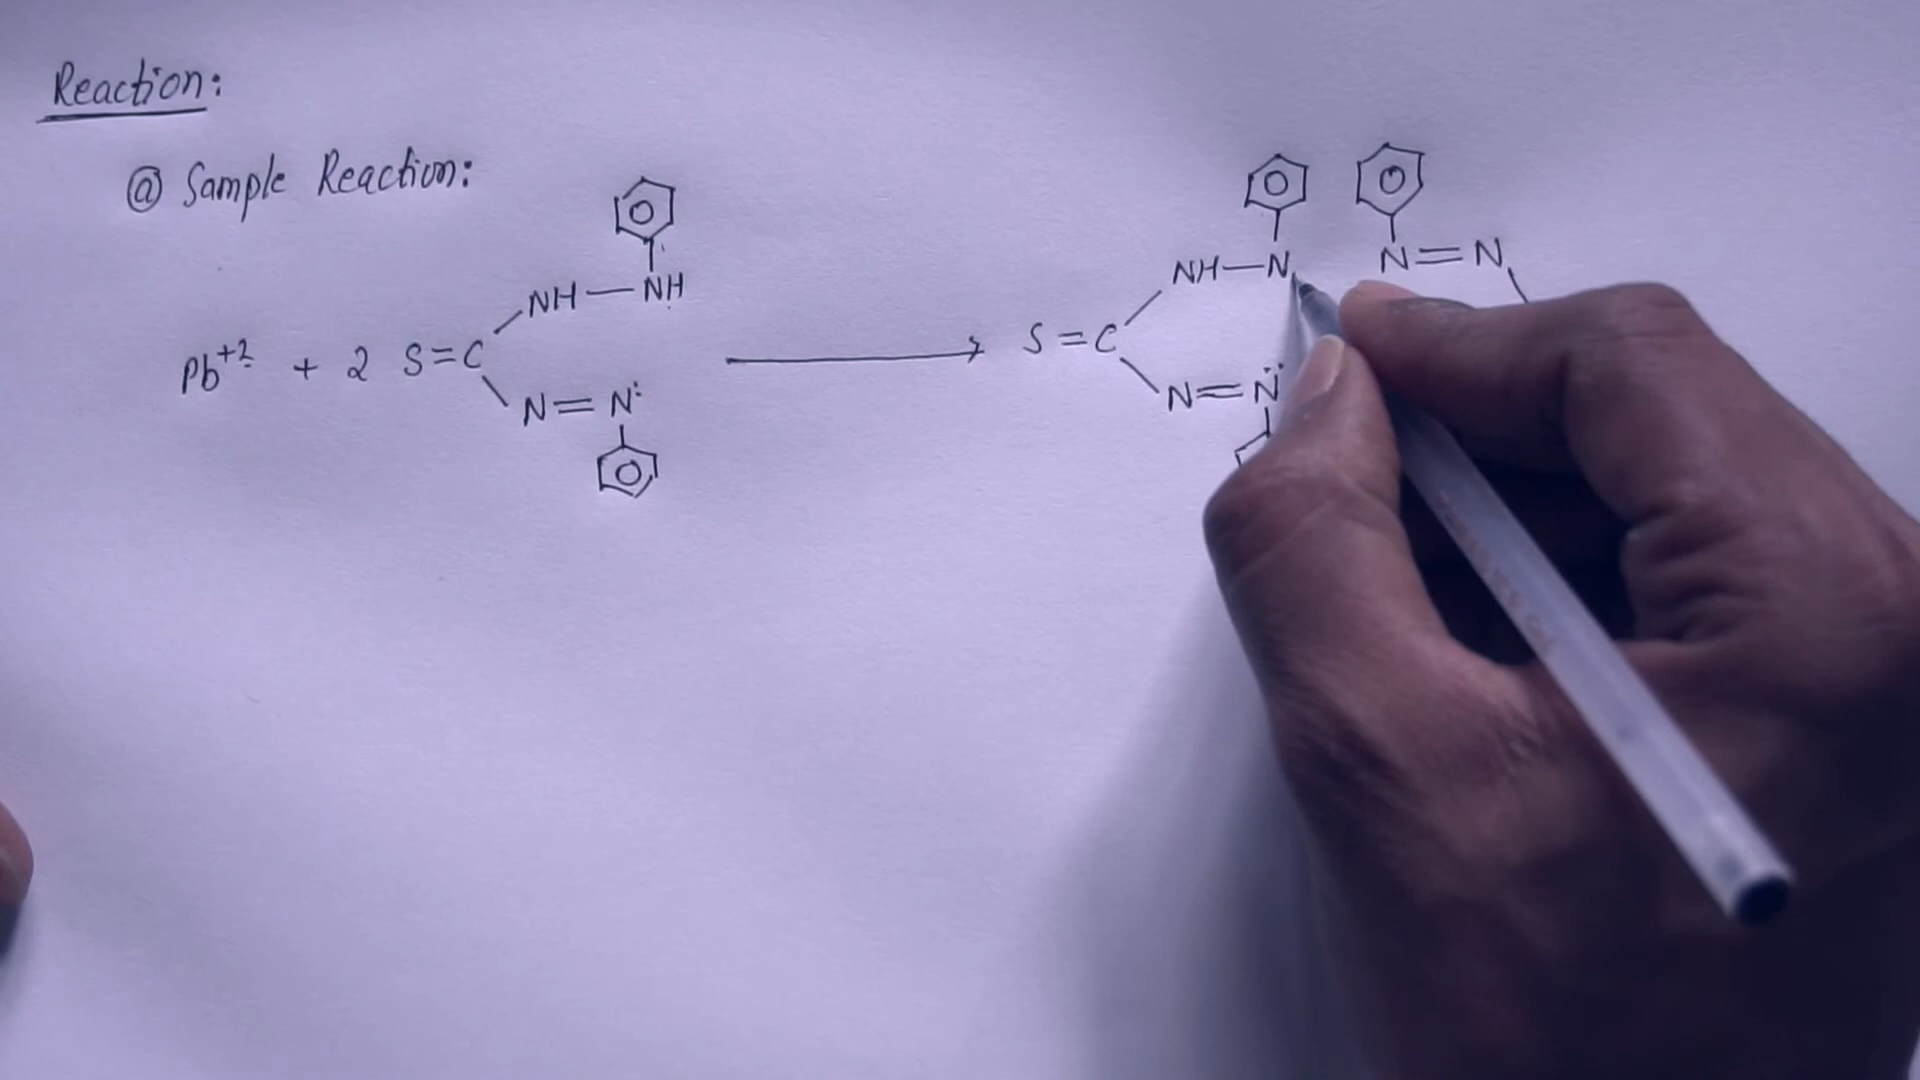 Reaction:
@ Sample Reaction:
NH — N N = N
NH — NH
Pb+2 + 2 S=C S=C
N = N: N = N: